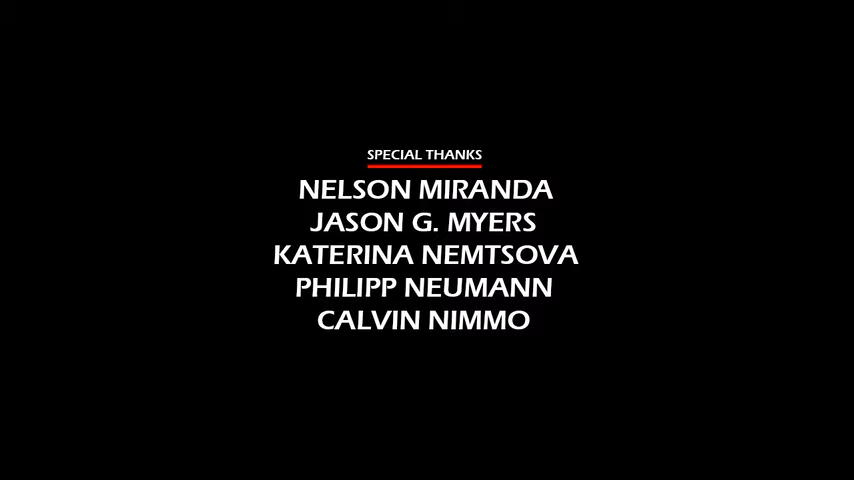 SPECIAL THANKS
NELSON MIRANDA
JASON G. MYERS
KATERINA NEMTSOVA
PHILIPP NEUMANN
CALVIN NIMMO